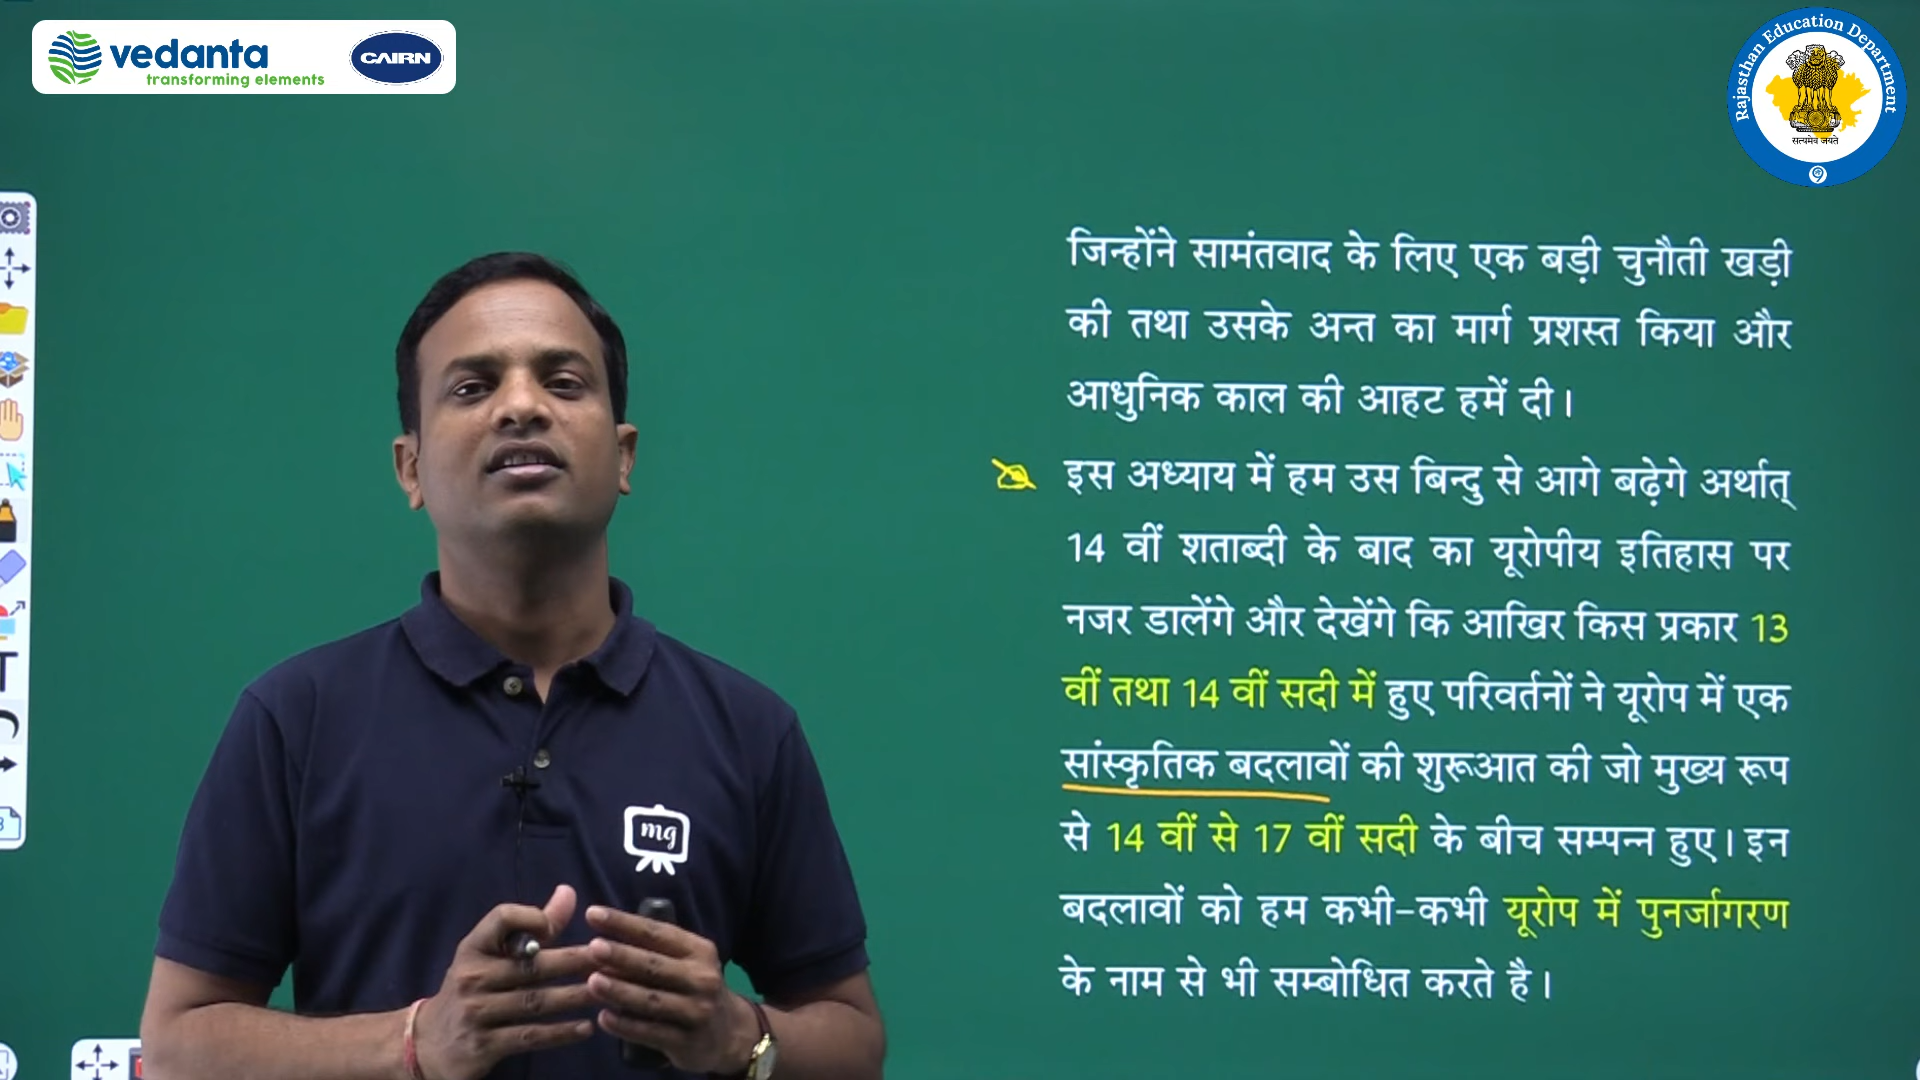 vedanta
transforming elements
CAIRN
Rajasthan Education Department
सत्यमेव जयते
जिन्होंने सामंतवाद के लिए एक बड़ी चुनौती खड़ी
की तथा उसके अन्त का मार्ग प्रशस्त किया और
आधुनिक काल की आहट हमें दी।
इस अध्याय में हम उस बिन्दु से आगे बढ़ेगे अर्थात्
14 वीं शताब्दी के बाद का यूरोपीय इतिहास पर
नजर डालेंगे और देखेंगे कि आखिर किस प्रकार 13
वीं तथा 14 वीं सदी में हुए परिवर्तनों ने यूरोप में एक
सांस्कृतिक बदलावों की शुरूआत की जो मुख्य रूप
से 14 वीं से 17 वीं सदी के बीच सम्पन्न हुए। इन
बदलावों को हम कभी-कभी यूरोप में पुनर्जागरण
के नाम से भी सम्बोधित करते है।
mg